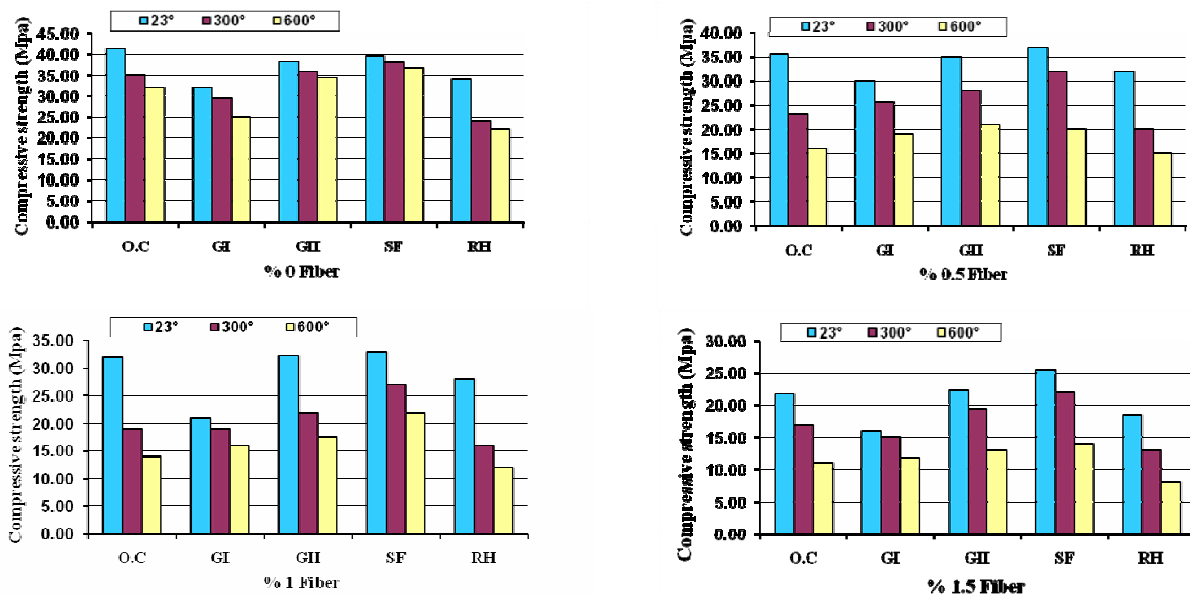 23° 300° 600°
Compressive strength (Mpa)
45.00
40.00
35.00
30.00
25.00
20.00
15.00
10.00
5.00
0.00
O.C GI GII SF RH
% 0 Fiber
23° 300° 600°
Compressive strength (Mpa)
40.00
35.00
30.00
25.00
20.00
15.00
10.00
5.00
0.00
O.C GI GII SF RH
% 0.5 Fiber
23° 300° 600°
Compressive strength (Mpa)
35.00
30.00
25.00
20.00
15.00
10.00
5.00
0.00
O.C GI GII SF RH
% 1 Fiber
23° 300° 600°
Compressive strength (Mpa)
30.00
25.00
20.00
15.00
10.00
5.00
0.00
O.C GI GII SF RH
% 1.5 Fiber